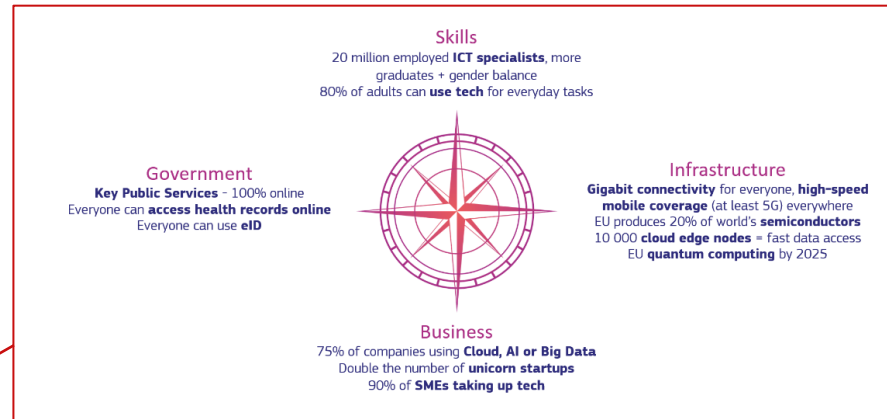 Skills
20 million employed ICT specialists, more
graduates + gender balance
80% of adults can use tech for everyday tasks
Government
Key Public Services - 100% online
Everyone can access health records online
Everyone can use eID
Infrastructure
Gigabit connectivity for everyone, high-speed
mobile coverage (at least 5G) everywhere
EU produces 20% of world's semiconductors
10 000 cloud edge nodes = fast data access
EU quantum computing by 2025
Business
75% of companies using Cloud, AI or Big Data
Double the number of unicorn startups
90% of SMEs taking up tech